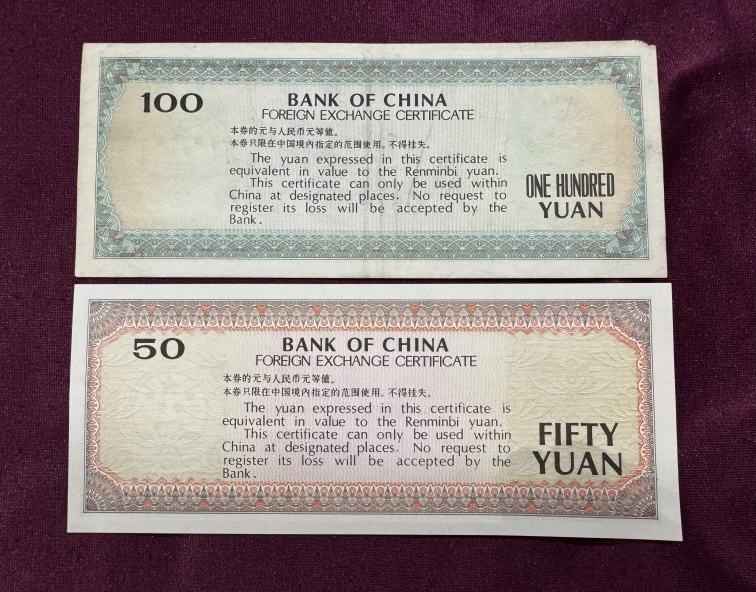 100
BANK OF CHINA
FOREIGN EXCHANGE CERTIFICATE
本券的元与人民币元等值。
本券只限在中国境内指定的范围使用。不得挂失。
The yuan expressed in this certificate is
equivalent in value to the Renminbi yuan.
This certificate can only be used within
China at designated places. No request to
register its loss will be accepted by the
Bank.
ONE HUNDRED
YUAN
50
BANK OF CHINA
FOREIGN EXCHANGE CERTIFICATE
本券的元与人民币元等值。
本券只限在中国境内指定的范围使用。不得挂失。
The yuan expressed in this certificate is
equivalent in value to the Renminbi yuan.
This certificate can only be used within
China at designated places. No request to
register its loss will be accepted by the
Bank.
FIFTY
YUAN